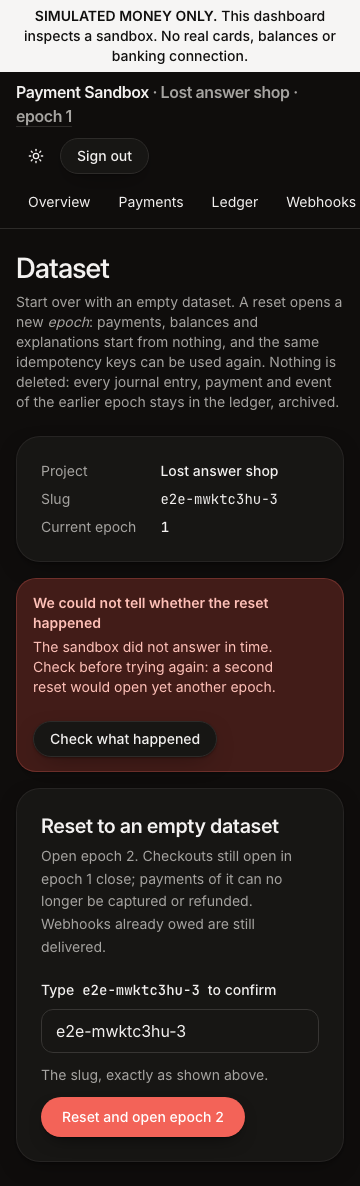 SIMULATED MONEY ONLY. This dashboard
inspects a sandbox. No real cards, balances or
banking connection.
Payment Sandbox · Lost answer shop ·
epoch 1
Sign out
Overview Payments Ledger Webhooks
Dataset
Start over with an empty dataset. A reset opens a
new epoch: payments, balances and
explanations start from nothing, and the same
idempotency keys can be used again. Nothing is
deleted: every journal entry, payment and event
of the earlier epoch stays in the ledger, archived.
Project Lost answer shop
Slug e2e-mwktc3hu-3
Current epoch 1
We could not tell whether the reset
happened
The sandbox did not answer in time.
Check before trying again: a second
reset would open yet another epoch.
Check what happened
Reset to an empty dataset
Open epoch 2. Checkouts still open in
epoch 1 close; payments of it can no
longer be captured or refunded.
Webhooks already owed are still
delivered.
Type e2e-mwktc3hu-3 to confirm
e2e-mwktc3hu-3
The slug, exactly as shown above.
Reset and open epoch 2